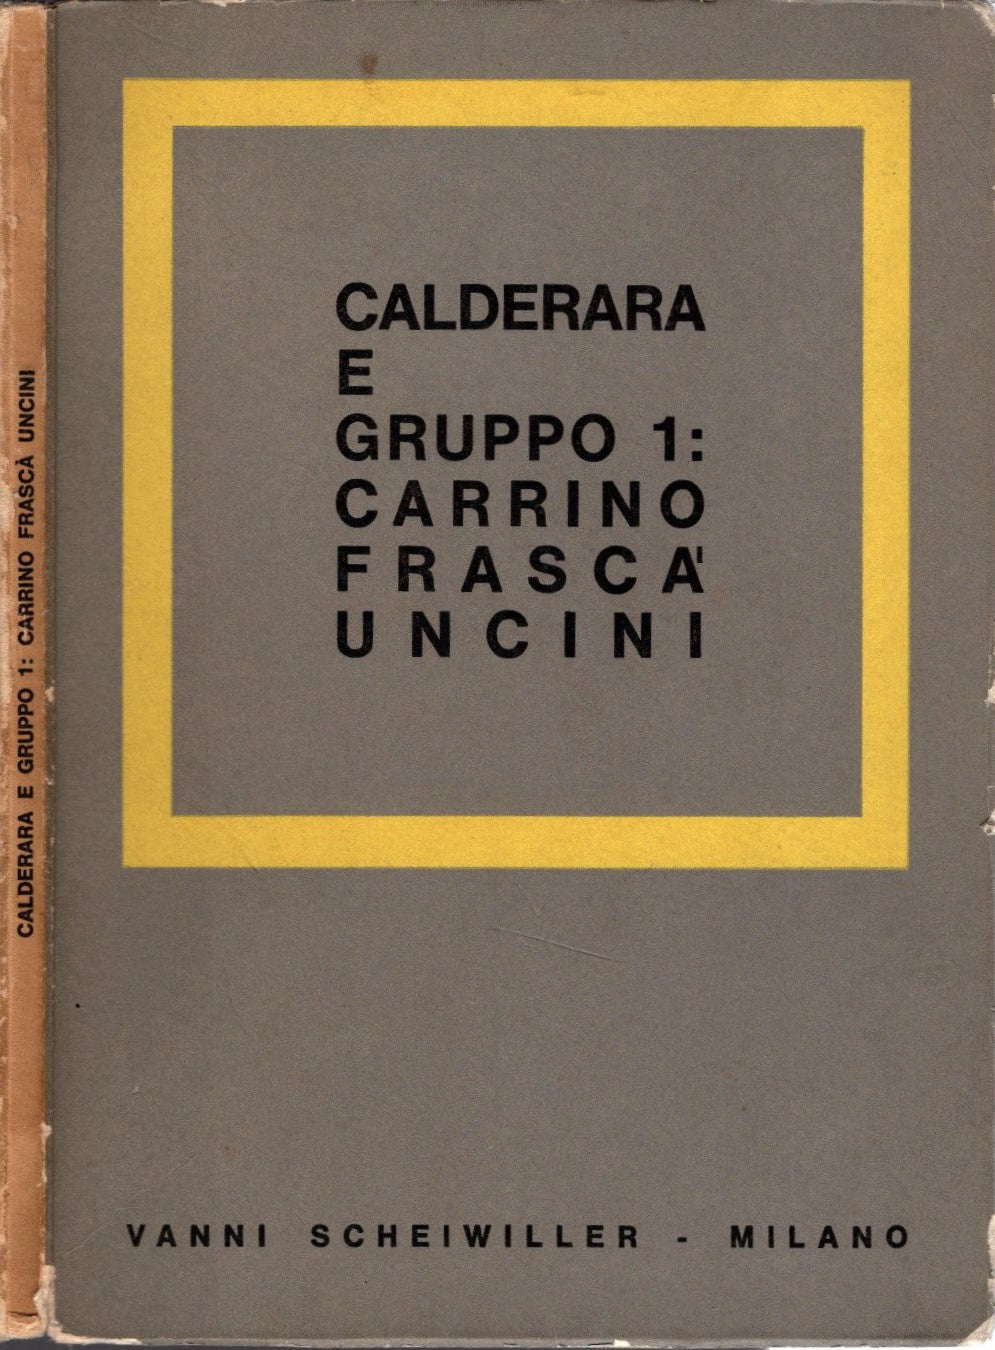 CALDERARA E GRUPPO 1: CARRINO FRASCÀ UNCINI
CALDERARA
E
GRUPPO 1:
CARRINO
FRASCA'
UNCINI
VANNI SCHEIWILLER - MILANO